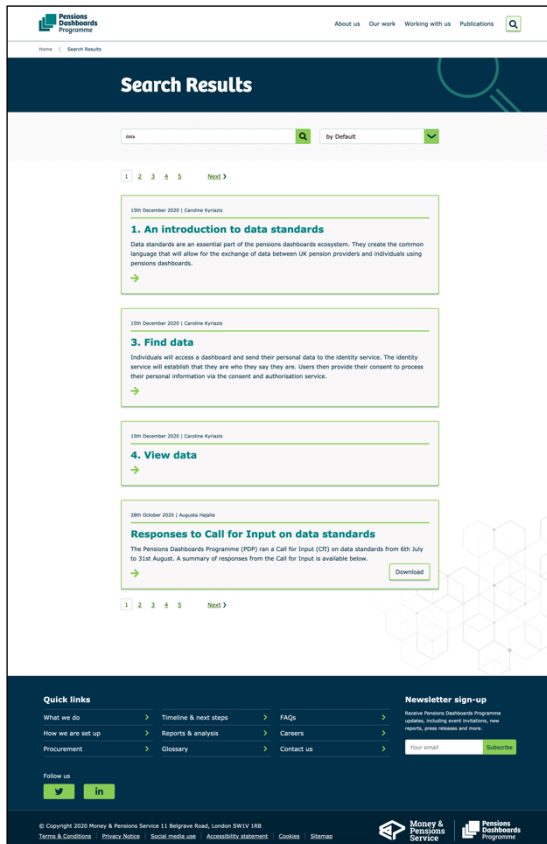 Pensions
Dashboards
Programme
About us Our work Working with us Publications
Home Search Results
Search Results
data by Default
1 2 3 4 5 Next
15th December 2020 | Caroline Kyriazis
1. An introduction to data standards
Data standards are an essential part of the pensions dashboards ecosystem. They create the common
language that will allow for the exchange of data between UK pension providers and individuals using
pensions dashboards.
15th December 2020 | Caroline Kyriazis
3. Find data
Individuals will access a dashboard and send their personal data to the identity service. The identity
service will establish that they are who they say they are. Users then provide their consent to process
their personal information via the consent and authorisation service.
15th December 2020 | Caroline Kyriazis
4. View data
28th October 2020 | Augusta Hajalis
Responses to Call for Input on data standards
The Pensions Dashboards Programme (PDP) ran a Call for Input (CfI) on data standards from 6th July
to 31st August. A summary of responses from the Call for Input is available below.
Download
1 2 3 4 5 Next
Quick links
What we do
How we are set up
Procurement
Timeline & next steps
Reports & analysis
Glossary
FAQs
Careers
Contact us
Newsletter sign-up
Receive Pensions Dashboards Programme
updates, including event invitations, new
reports, press releases and more.
Your email Subscribe
Follow us
in
© Copyright 2020 Money & Pensions Service 11 Belgrave Road, London SW1V 1RB
Terms & Conditions | Privacy Notice | Social media use | Accessibility statement | Cookies | Sitemap
Money &
Pensions
Service
Pensions
Dashboards
Programme